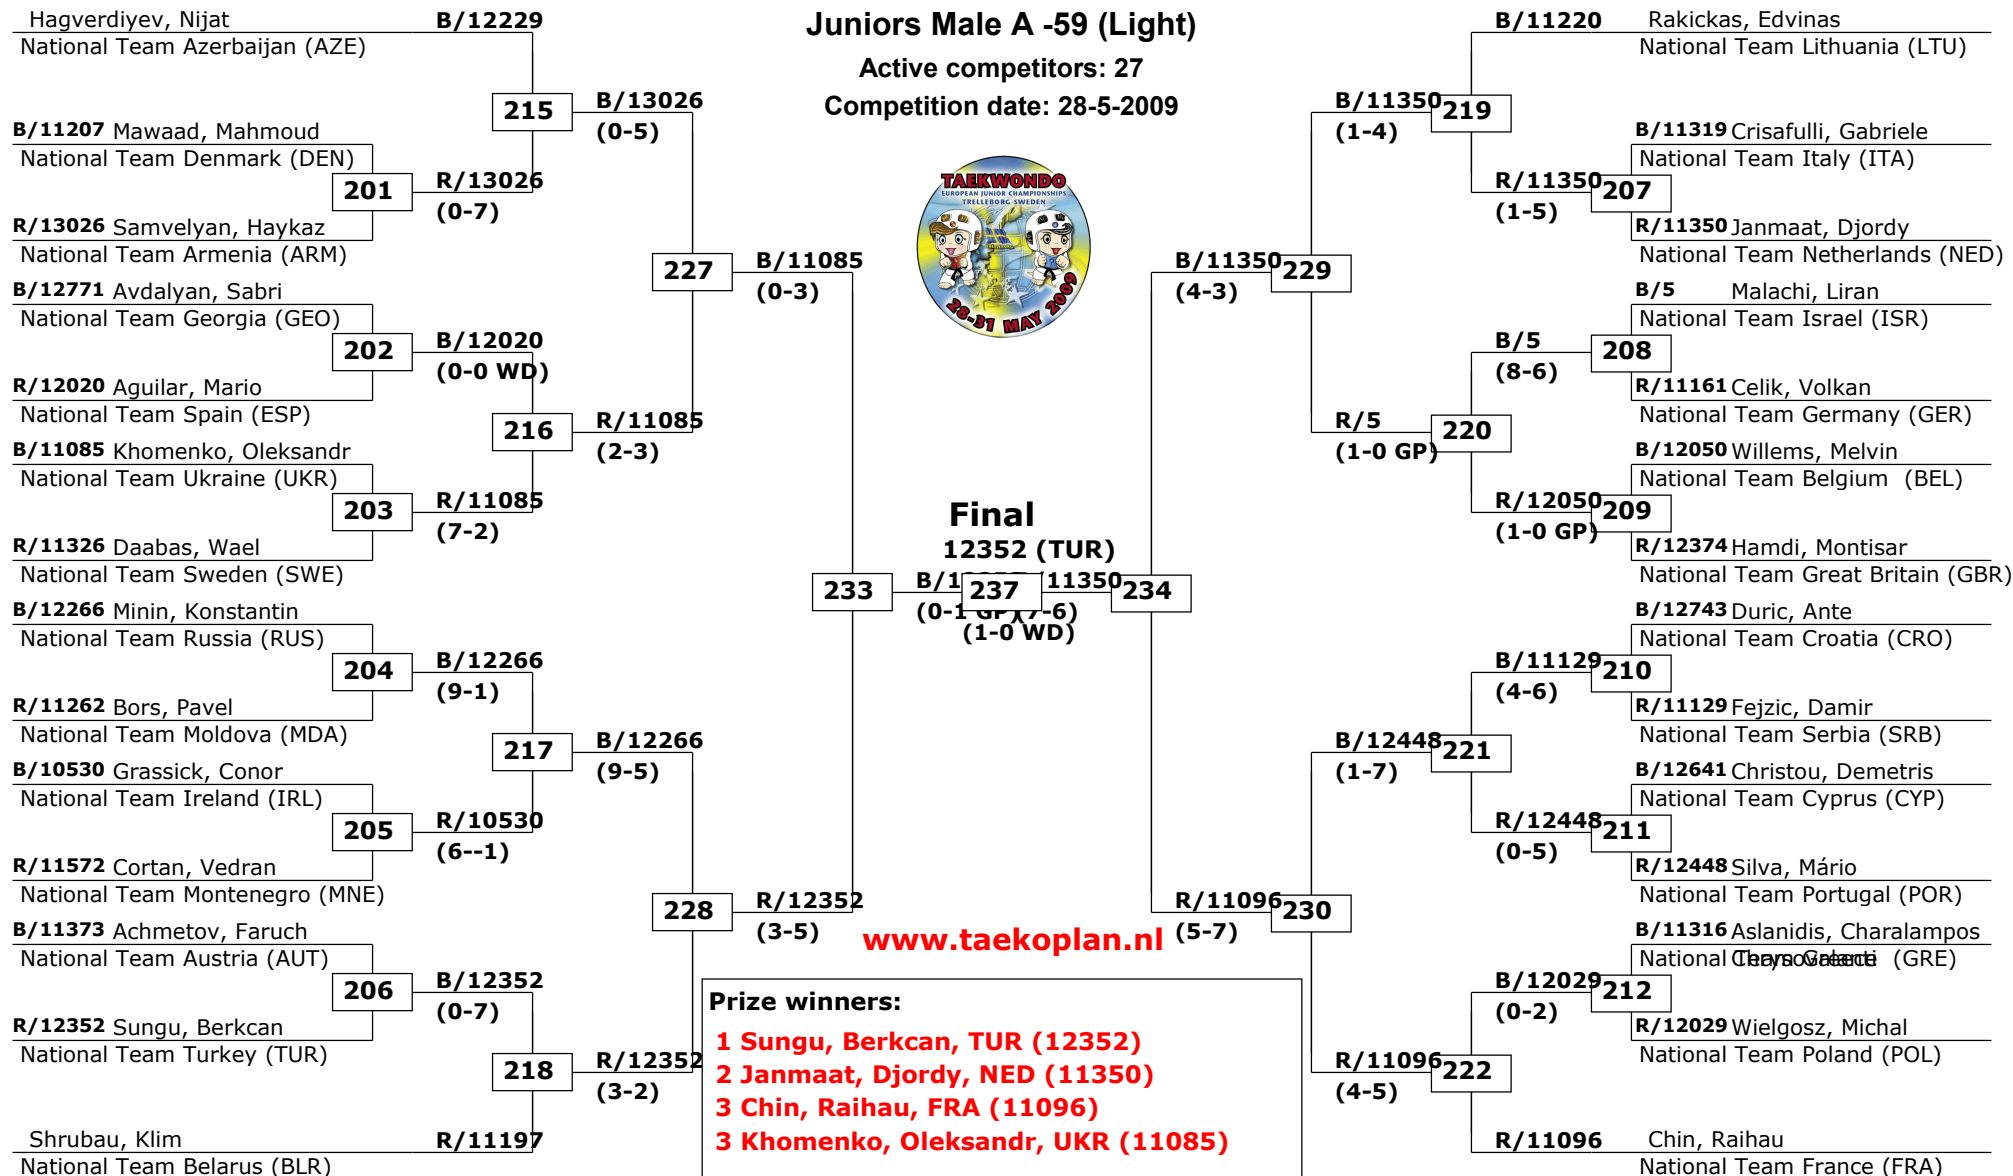 Juniors Male A -59 (Light)
Active competitors: 27
Competition date: 28-5-2009
TAEKWONDO
EUROPEAN JUNIOR CHAMPIONSHIPS
TRELLEBORG SWEDEN
28-31 MAY 2009
Hagverdiyev, Nijat B/12229
National Team Azerbaijan (AZE)
B/11207 Mawaad, Mahmoud
National Team Denmark (DEN)
201
R/13026 Samvelyan, Haykaz
National Team Armenia (ARM)
B/12771 Avdalyan, Sabri
National Team Georgia (GEO)
202
R/12020 Aguilar, Mario
National Team Spain (ESP)
B/11085 Khomenko, Oleksandr
National Team Ukraine (UKR)
203
R/11326 Daabas, Wael
National Team Sweden (SWE)
B/12266 Minin, Konstantin
National Team Russia (RUS)
204
R/11262 Bors, Pavel
National Team Moldova (MDA)
B/10530 Grassick, Conor
National Team Ireland (IRL)
205
R/11572 Cortan, Vedran
National Team Montenegro (MNE)
B/11373 Achmetov, Faruch
National Team Austria (AUT)
206
R/12352 Sungu, Berkcan
National Team Turkey (TUR)
Shrubau, Klim R/11197
National Team Belarus (BLR)
215
R/13026
(0-7)
B/12020
(0-0 WD)
216
R/11085
(7-2)
B/12266
(9-1)
217
R/10530
(6--1)
B/12352
(0-7)
218
B/13026
(0-5)
227
R/11085
(2-3)
B/12266
(9-5)
228
R/12352
(3-2)
B/11085
(0-3)
233
R/12352
(3-5)
Final
12352 (TUR)
237 11350
(0-1 (7-6)
(1-0 WD)
B/11350
(4-3)
234
R/11096
(5-7)
B/11350
(1-4)
229
R/5
(1-0 GP)
B/12448
(1-7)
230
R/11096
(4-5)
B/11220 Rakickas, Edvinas
National Team Lithuania (LTU)
219
R/11350
(1-5)
B/5
(8-6)
220
R/12050
(1-0 GP)
B/11129
(4-6)
221
R/12448
(0-5)
B/12029
(0-2)
222
R/11096 Chin, Raihau
National Team France (FRA)
B/11319 Crisafulli, Gabriele
National Team Italy (ITA)
207
R/11350 Janmaat, Djordy
National Team Netherlands (NED)
B/5 Malachi, Liran
National Team Israel (ISR)
208
R/11161 Celik, Volkan
National Team Germany (GER)
B/12050 Willems, Melvin
National Team Belgium (BEL)
209
R/12374 Hamdi, Montisar
National Team Great Britain (GBR)
B/12743 Duric, Ante
National Team Croatia (CRO)
210
R/11129 Fejzic, Damir
National Team Serbia (SRB)
B/12641 Christou, Demetris
National Team Cyprus (CYP)
211
R/12448 Silva, Mário
National Team Portugal (POR)
B/11316 Aslanidis, Charalampos
National (GRE)
212
R/12029 Wielgosz, Michal
National Team Poland (POL)
www.taekoplan.nl
Prize winners:
1 Sungu, Berkcan, TUR (12352)
2 Janmaat, Djordy, NED (11350)
3 Chin, Raihau, FRA (11096)
3 Khomenko, Oleksandr, UKR (11085)